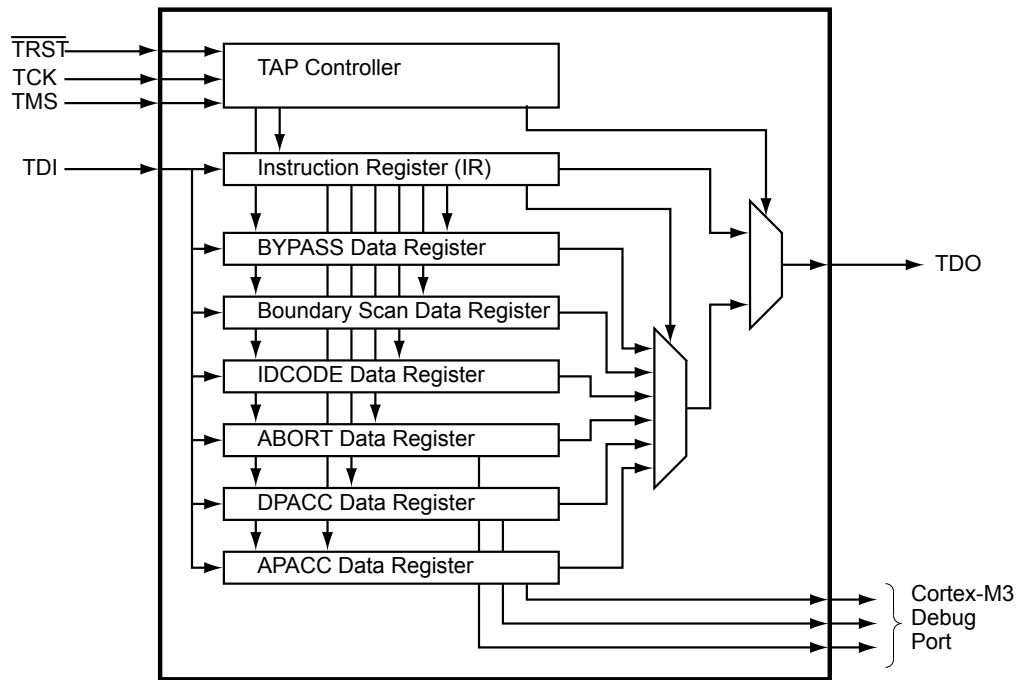 TRST
TCK
TMS
TDI
TAP Controller
Instruction Register (IR)
BYPASS Data Register
Boundary Scan Data Register
IDCODE Data Register
ABORT Data Register
DPACC Data Register
APACC Data Register
TDO
Cortex-M3
Debug
Port